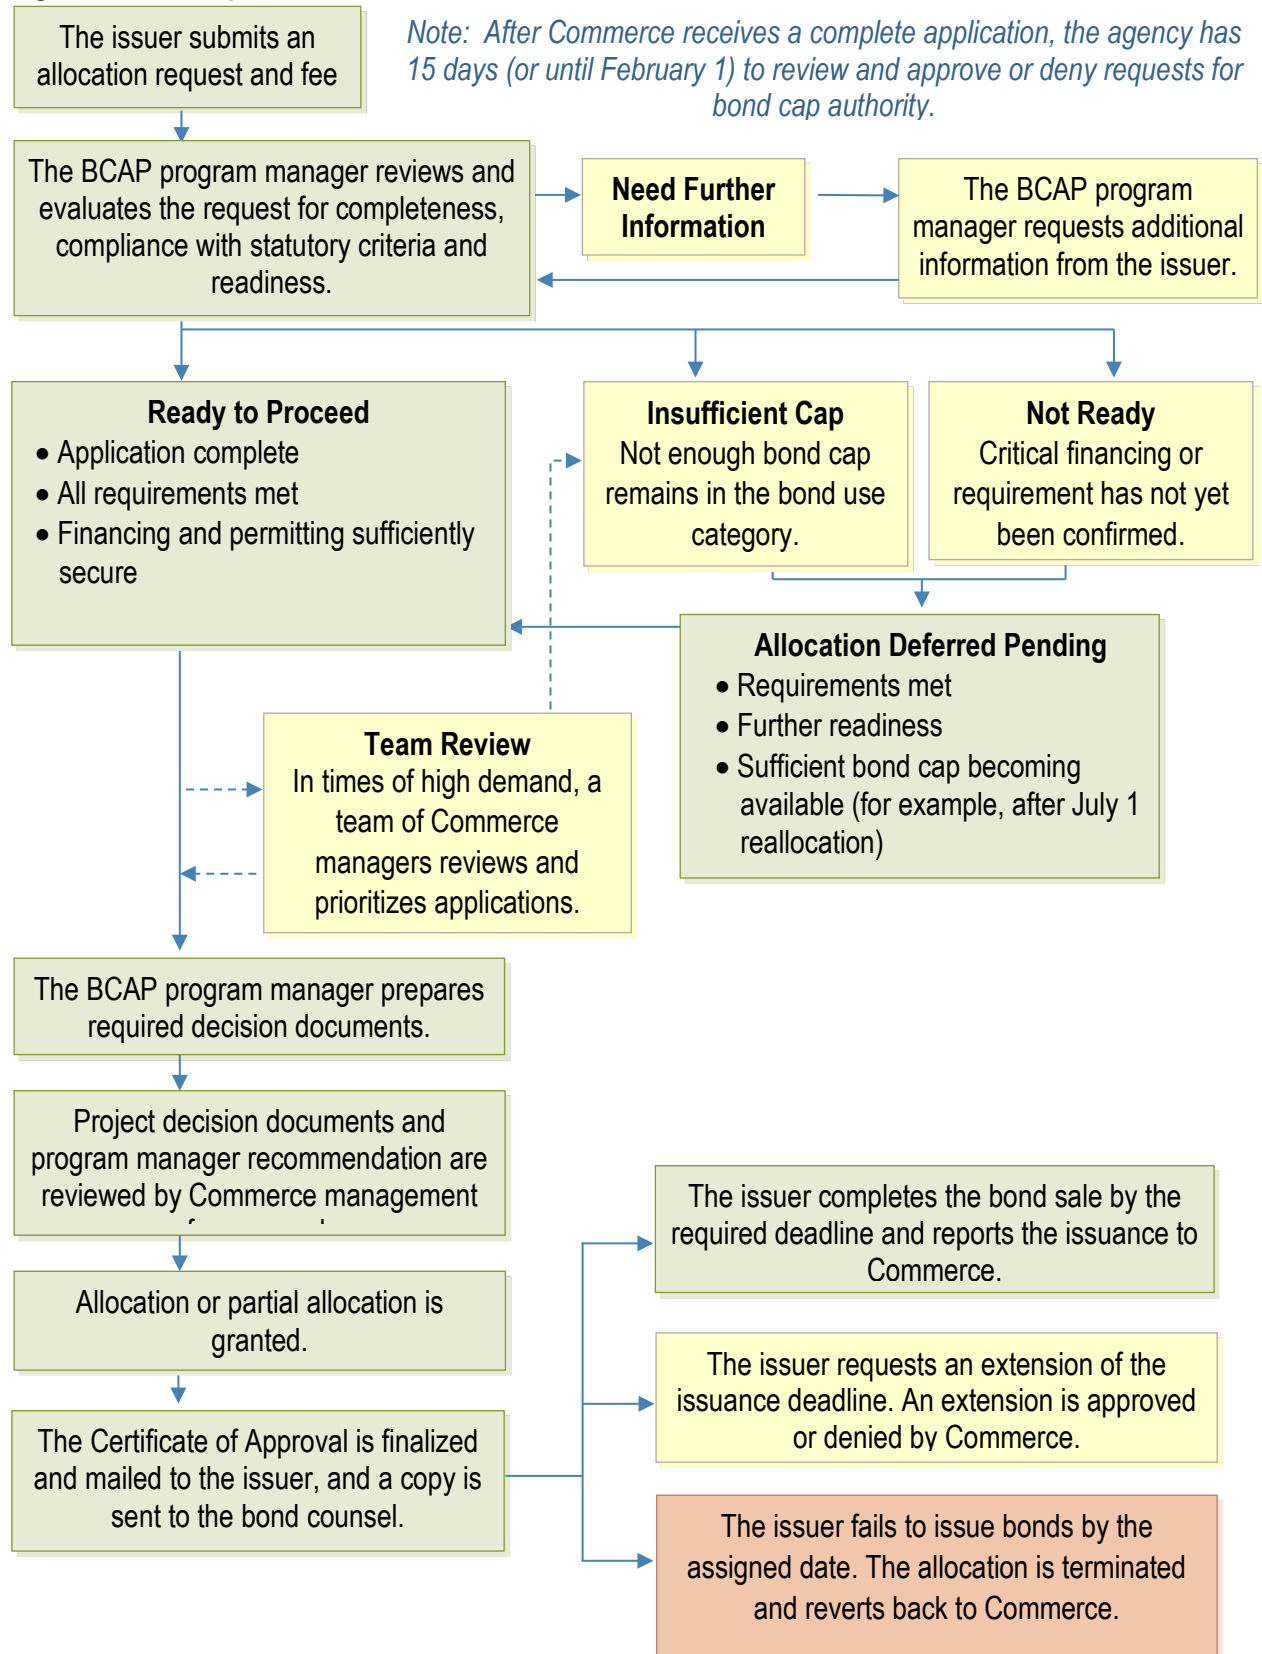 The issuer submits an
allocation request and fee
Note: After Commerce receives a complete application, the agency has
15 days (or until February 1) to review and approve or deny requests for
bond cap authority.
The BCAP program manager reviews and
evaluates the request for completeness,
compliance with statutory criteria and
readiness.
Need Further
Information
The BCAP program
manager requests additional
information from the issuer.
Ready to Proceed
• Application complete
• All requirements met
• Financing and permitting sufficiently
secure
Insufficient Cap
Not enough bond cap
remains in the bond use
category.
Not Ready
Critical financing or
requirement has not yet
been confirmed.
Allocation Deferred Pending
• Requirements met
• Further readiness
• Sufficient bond cap becoming
available (for example, after July 1
reallocation)
Team Review
In times of high demand, a
team of Commerce
managers reviews and
prioritizes applications.
The BCAP program manager prepares
required decision documents.
Project decision documents and
program manager recommendation are
reviewed by Commerce management
Allocation or partial allocation is
granted.
The Certificate of Approval is finalized
and mailed to the issuer, and a copy is
sent to the bond counsel.
The issuer completes the bond sale by the
required deadline and reports the issuance to
Commerce.
The issuer requests an extension of the
issuance deadline. An extension is approved
or denied by Commerce.
The issuer fails to issue bonds by the
assigned date. The allocation is terminated
and reverts back to Commerce.